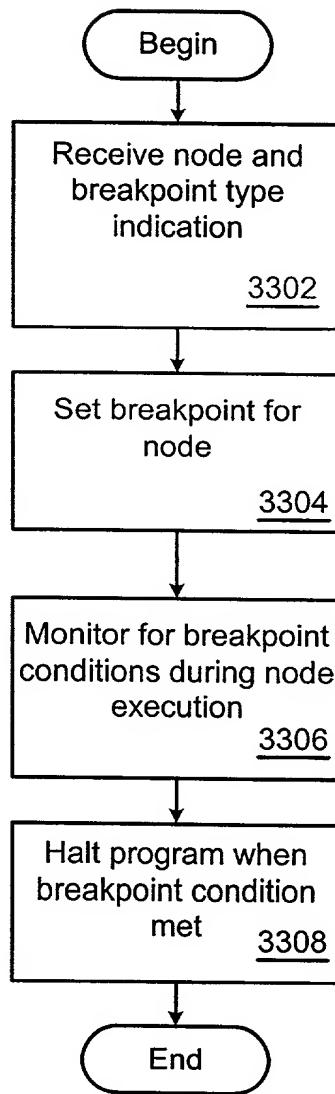 Begin
Receive node and
breakpoint type
indication
3302
Set breakpoint for
node
3304
Monitor for breakpoint
conditions during node
execution
3306
Halt program when
breakpoint condition
met
3308
End